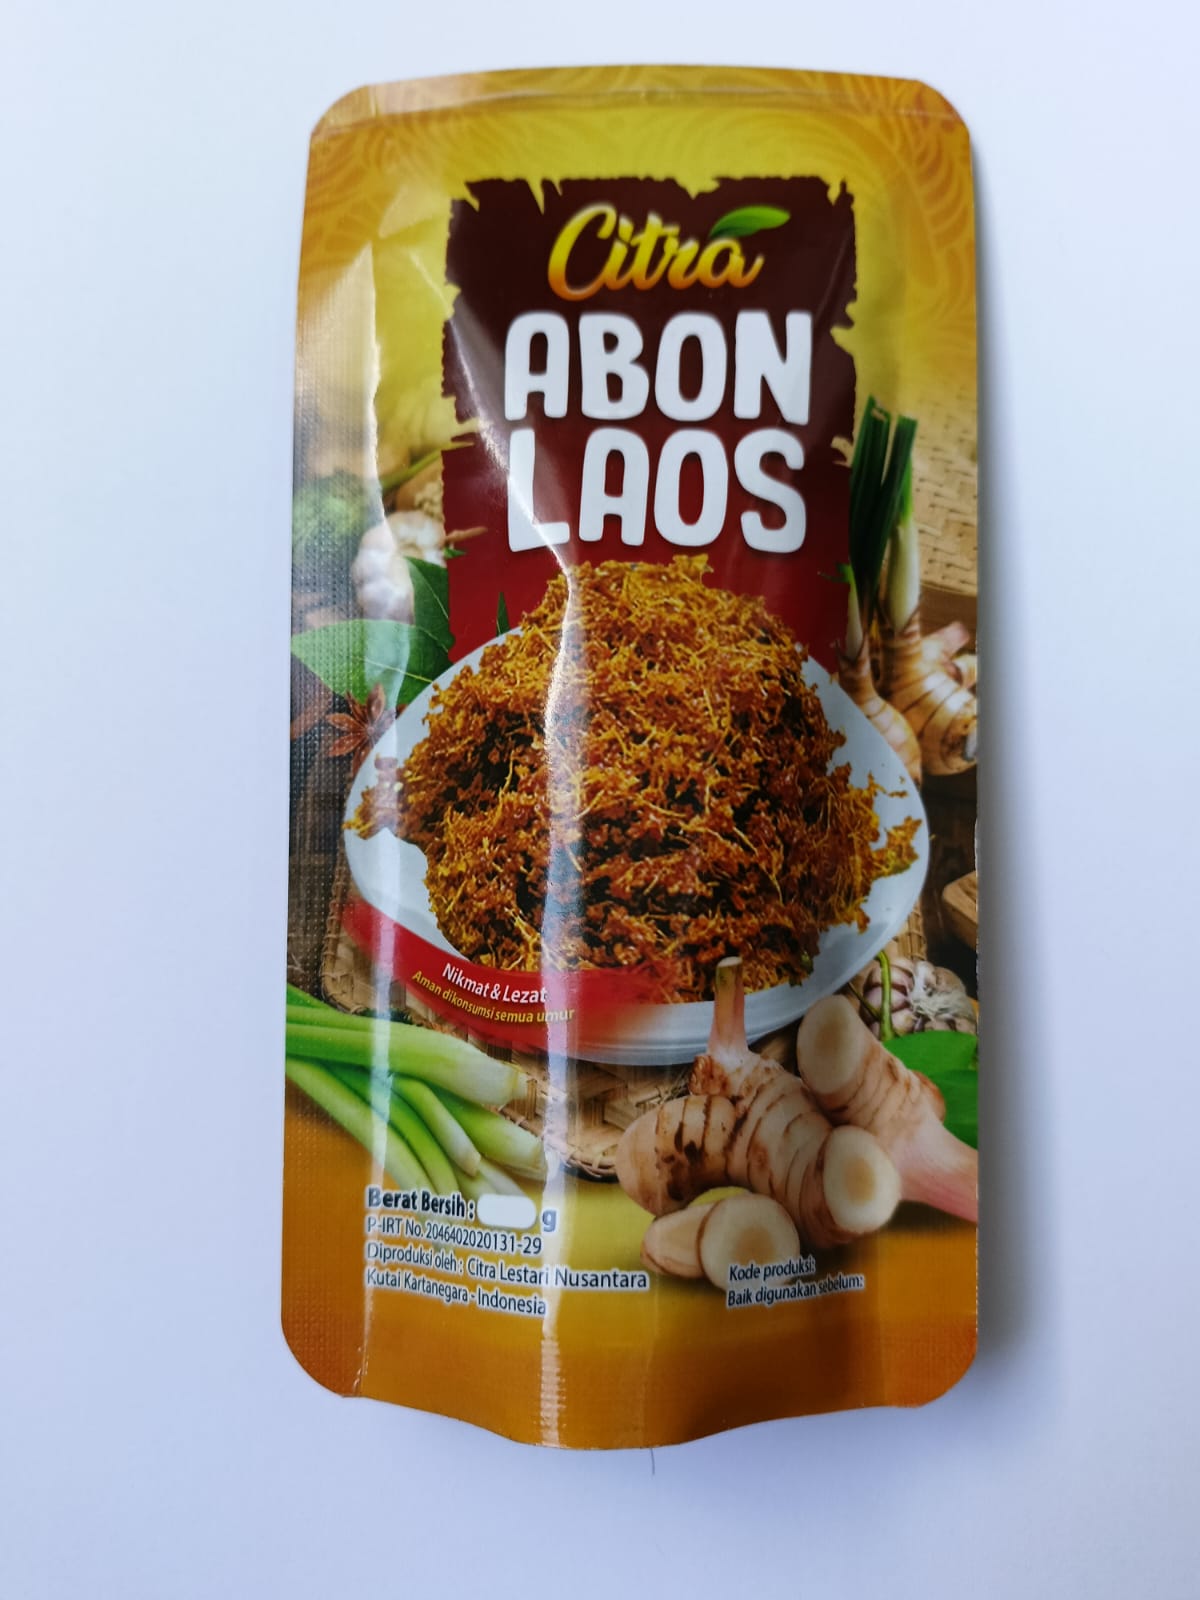 Citra
ABON
LAOS
Nikmat & Lezat
Aman dikonsumsi semua umur
Berat Bersih : g
P-IRT No. 2046402020131-29
Diproduksi oleh : Citra Lestari Nusantara
Kutai Kartanegara - Indonesia
Kode produksi:
Baik digunakan sebelum: